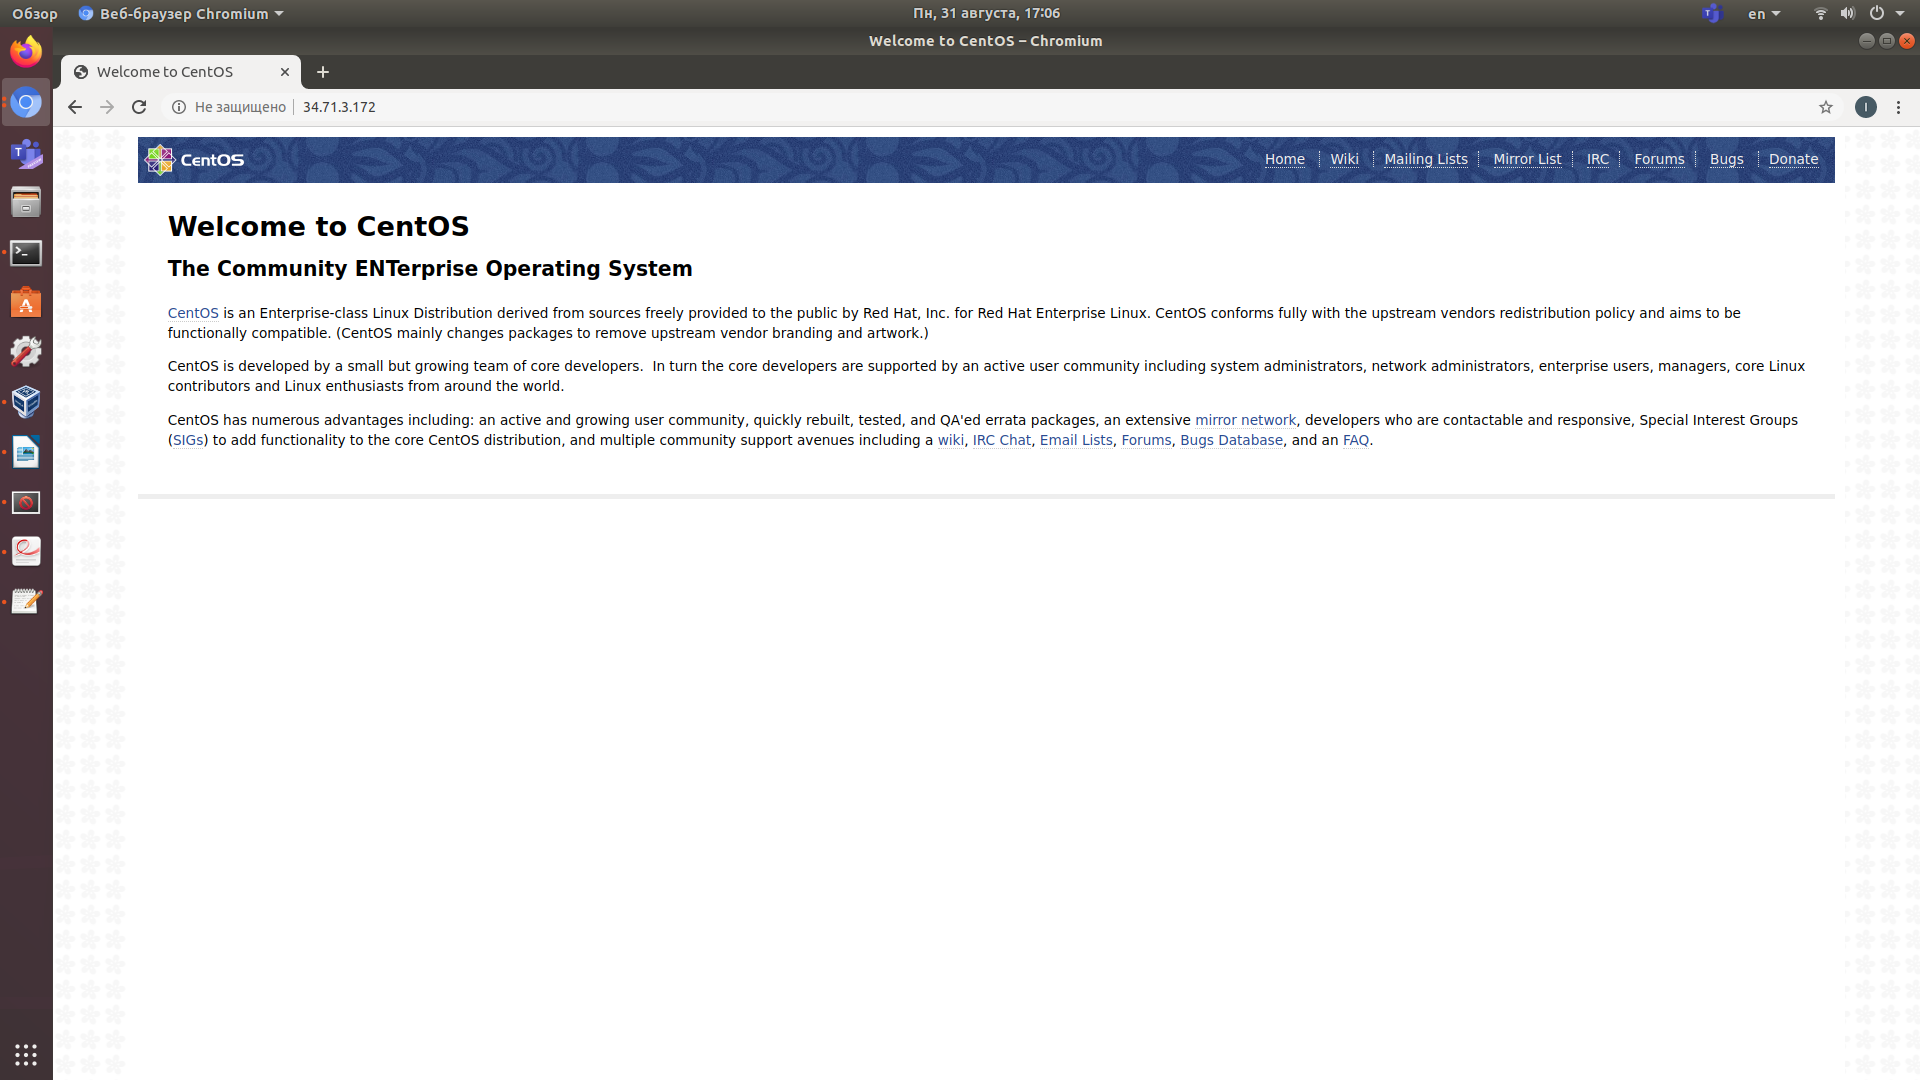 Обзор Веб-браузер Chromium Пн, 31 августа, 17:06 en
Welcome to CentOS – Chromium
Welcome to CentOS
Не защищено 34.71.3.172 I
CentOS Home Wiki Mailing Lists Mirror List IRC Forums Bugs Donate
Welcome to CentOS
The Community ENTerprise Operating System
CentOS is an Enterprise-class Linux Distribution derived from sources freely provided to the public by Red Hat, Inc. for Red Hat Enterprise Linux. CentOS conforms fully with the upstream vendors redistribution policy and aims to be
functionally compatible. (CentOS mainly changes packages to remove upstream vendor branding and artwork.)
CentOS is developed by a small but growing team of core developers.  In turn the core developers are supported by an active user community including system administrators, network administrators, enterprise users, managers, core Linux
contributors and Linux enthusiasts from around the world.
CentOS has numerous advantages including: an active and growing user community, quickly rebuilt, tested, and QA'ed errata packages, an extensive mirror network, developers who are contactable and responsive, Special Interest Groups
(SIGs) to add functionality to the core CentOS distribution, and multiple community support avenues including a wiki, IRC Chat, Email Lists, Forums, Bugs Database, and an FAQ.